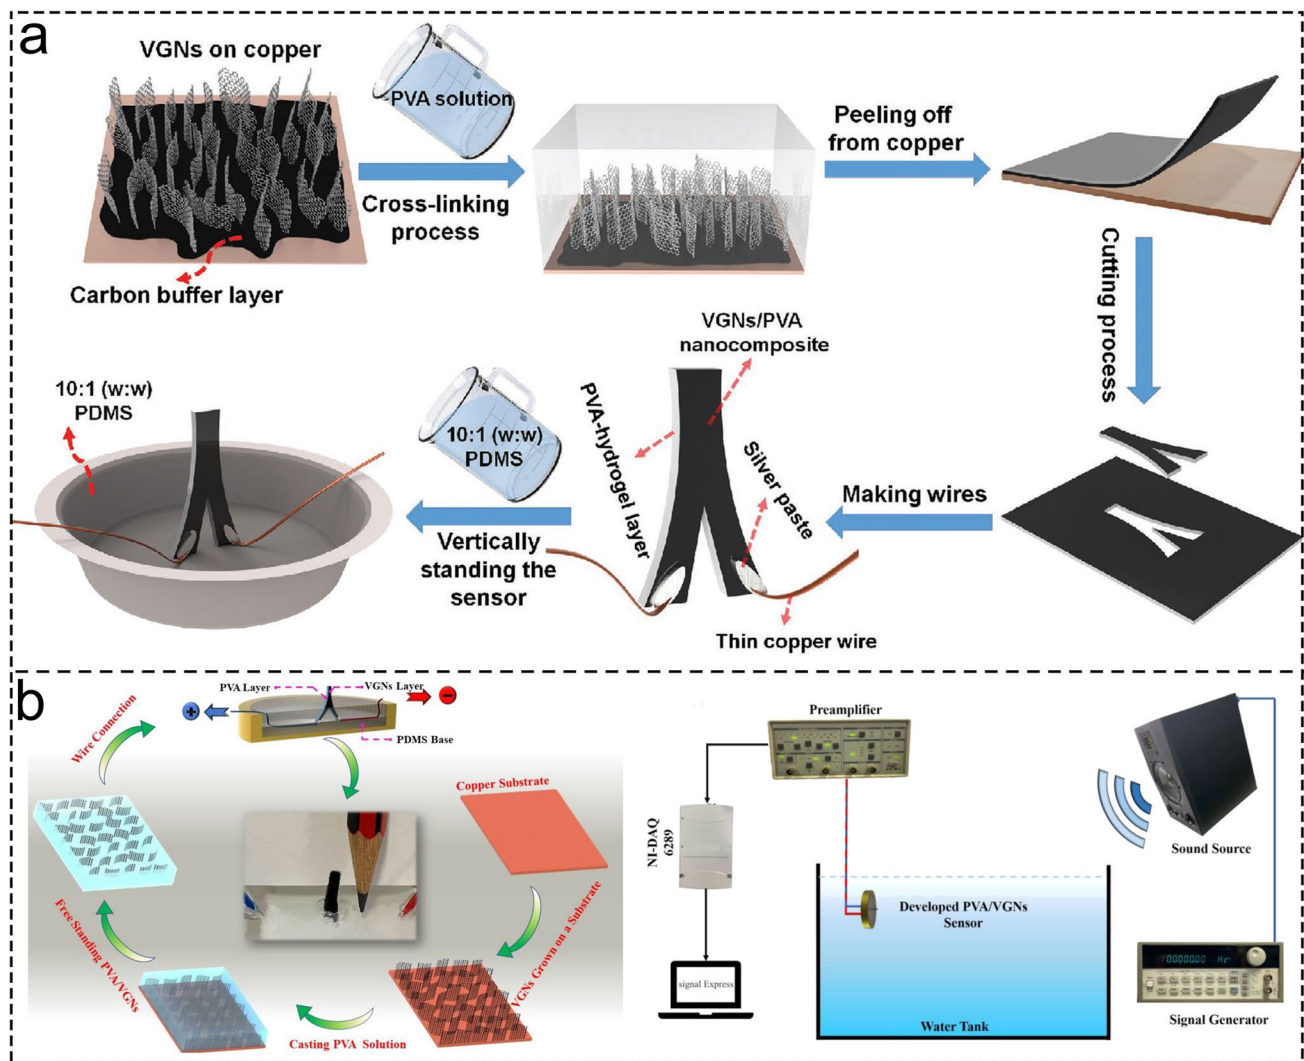 a
VGNs on copper
PVA solution
Cross-linking
process
Carbon buffer layer
Peeling off
from copper
Cutting process
VGNs/PVA
nanocomposite
PVA-hydrogel layer
Silver paste
Thin copper wire
Making wires
10:1 (w:w)
PDMS
Vertically
standing the
sensor
10:1 (w:w)
PDMS
b
PVA Layer
VGNs Layer
+
-
PDMS Base
Wire Connection
Copper Substrate
VGNs Grown on a Substrate
Casting PVA Solution
Free Standing PVA/VGNs
Preamplifier
NI-DAQ
6289
signal Express
Developed PVA/VGNs
Sensor
Water Tank
Sound Source
Signal Generator